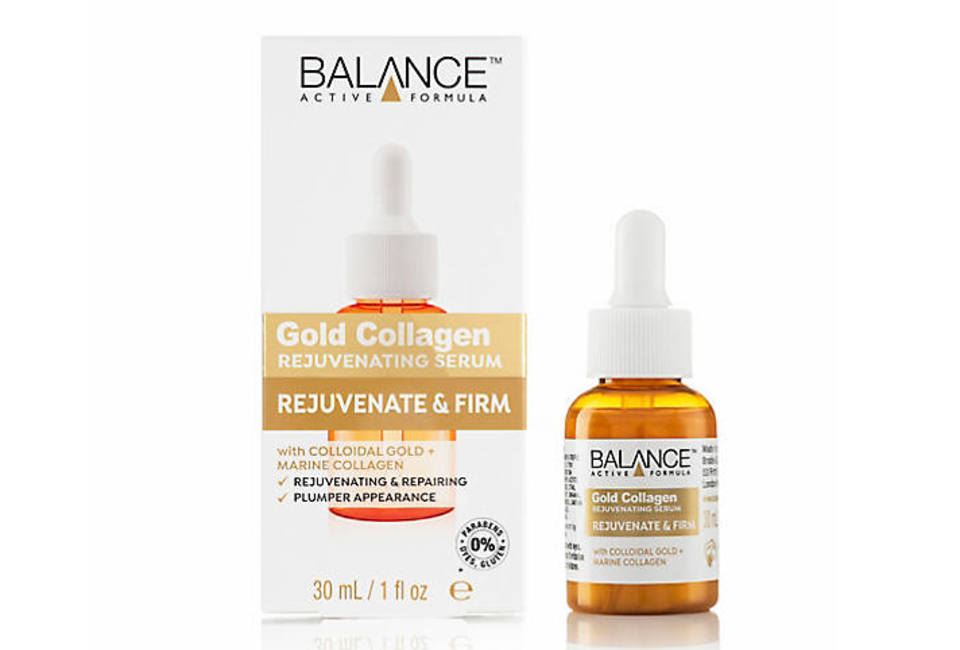 BALANCE™
ACTIVE FORMULA
Gold Collagen
REJUVENATING SERUM
REJUVENATE & FIRM
with COLLOIDAL GOLD +
MARINE COLLAGEN
✓ REJUVENATING & REPAIRING
✓ PLUMPER APPEARANCE
PARABENS
0%
DYES, GLUTEN
30 mL / 1 fl oz ℮
BALANCE™
ACTIVE FORMULA
Gold Collagen
REJUVENATING SERUM
REJUVENATE & FIRM
with COLLOIDAL GOLD +
MARINE COLLAGEN